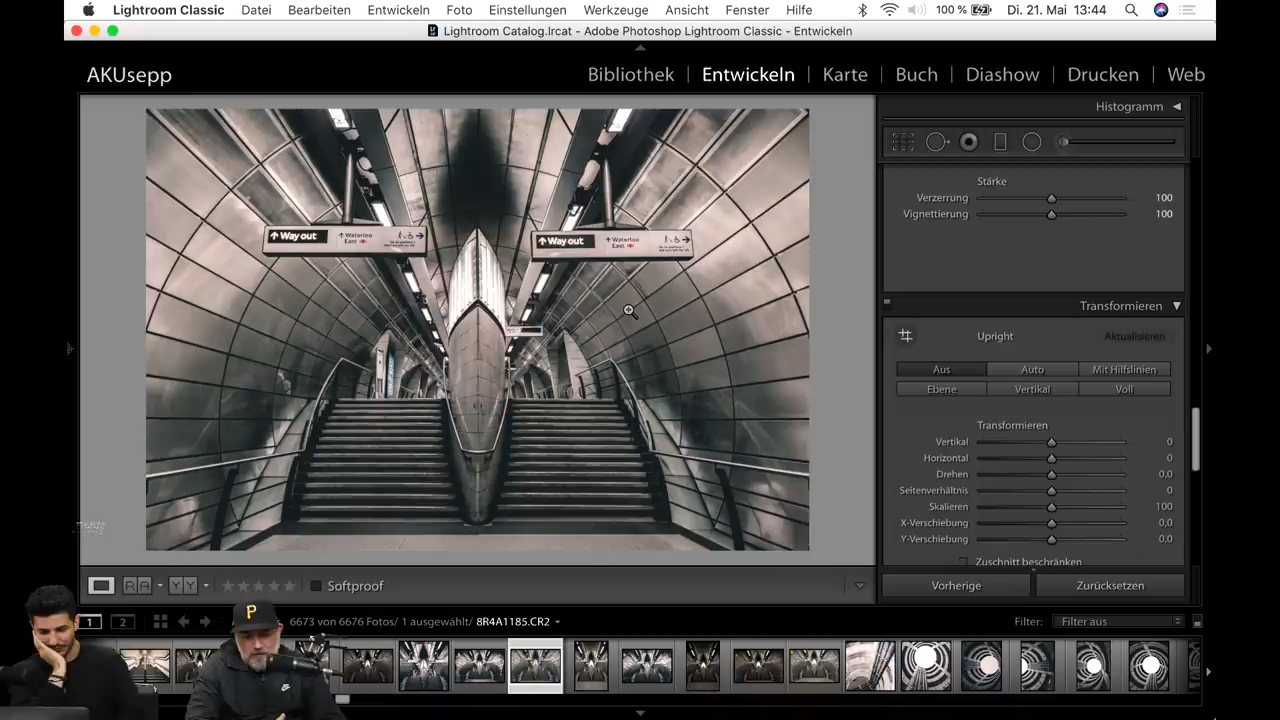 Lightroom Classic Datei Bearbeiten Entwickeln Foto Einstellungen Werkzeuge Ansicht Fenster Hilfe 100 % Di. 21. Mai 13:44
Lightroom Catalog.lrcat - Adobe Photoshop Lightroom Classic - Entwickeln
AKUsepp Bibliothek | Entwickeln | Karte | Buch | Diashow | Drucken | Web
Histogramm
Stärke
Verzerrung 100
Vignettierung 100
Way out Waterloo East
Way out Waterloo East
Transformieren
Upright Aktualisieren
Aus Auto Mit Hilfslinien
Ebene Vertikal Voll
Transformieren
Vertikal 0
Horizontal 0
Drehen 0,0
Seitenverhältnis 0
Skalieren 100
X-Verschiebung 0,0
Y-Verschiebung 0,0
Zuschnitt beschränken
RA YY Softproof Vorherige Zurücksetzen
1 2 6673 von 6676 Fotos/ 1 ausgewählt/ 8R4A1185.CR2 Filter: Filter aus
P